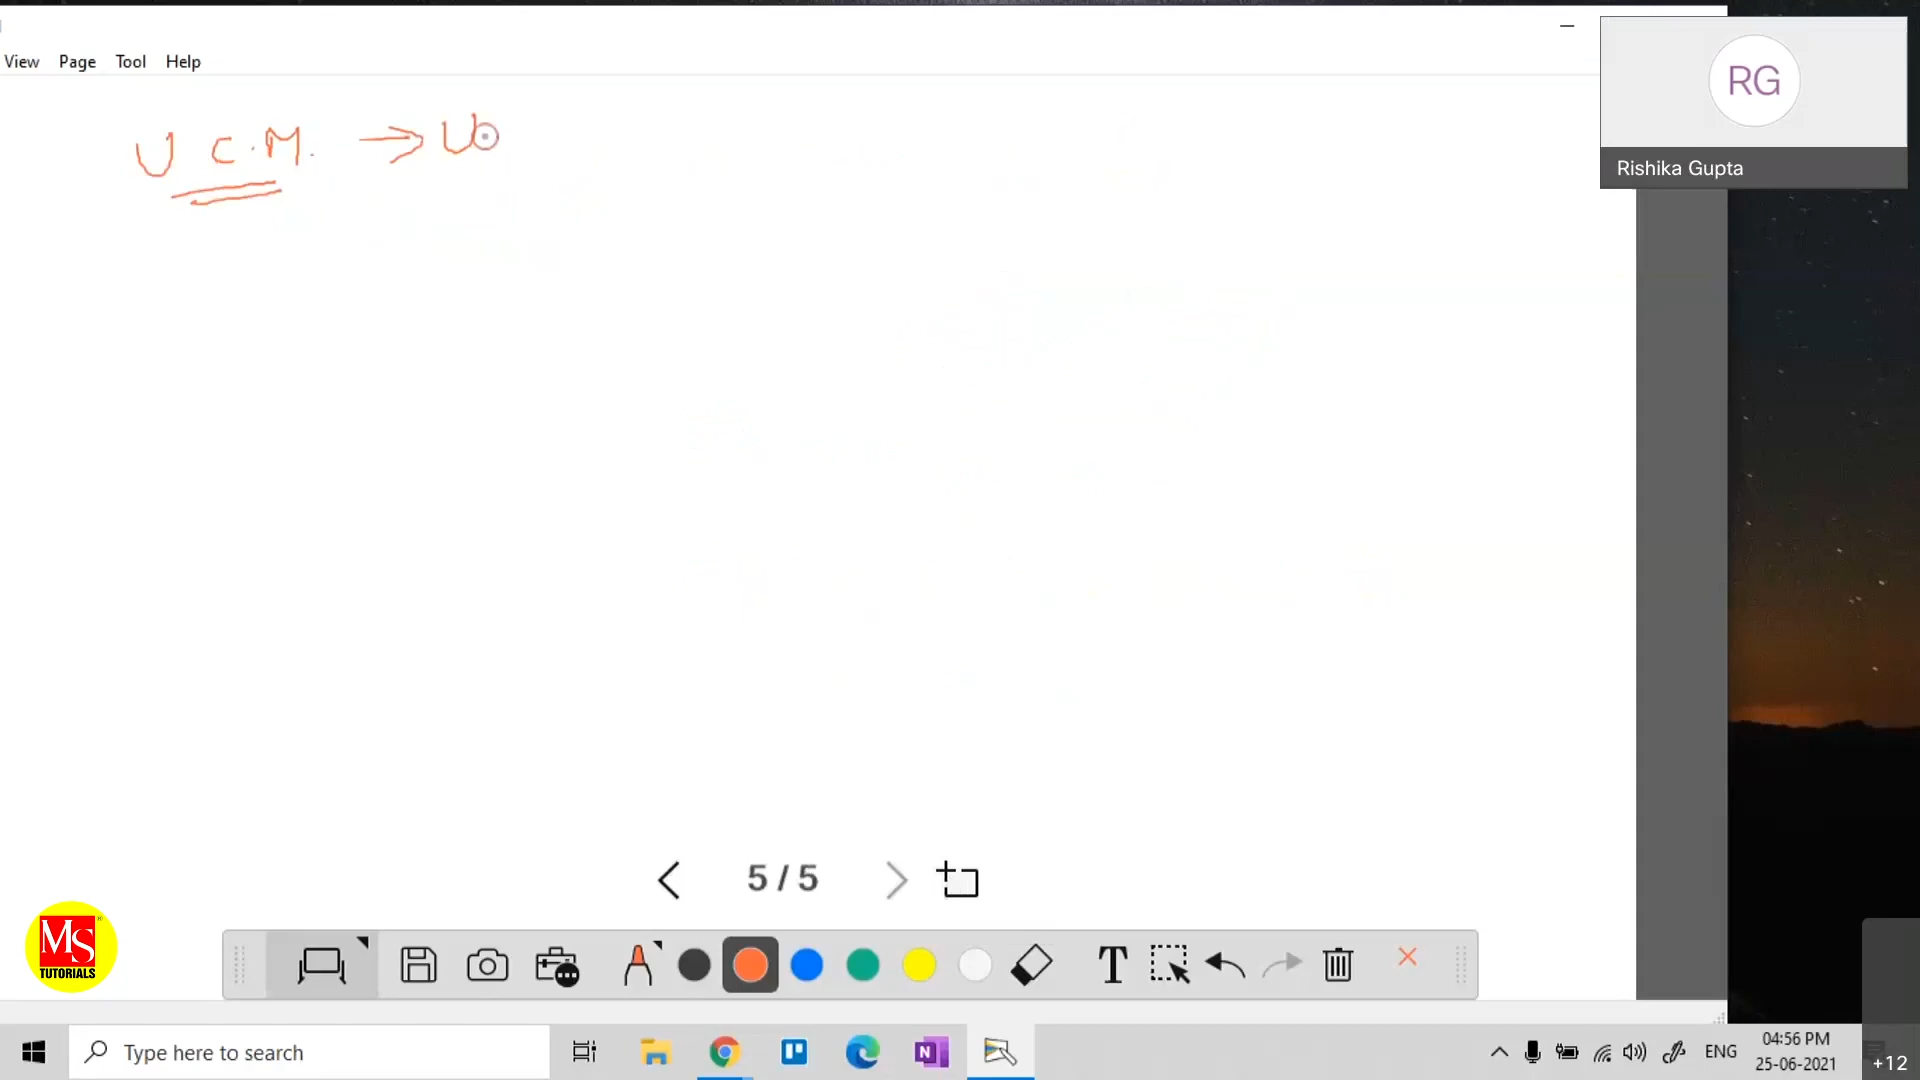 View Page Tool Help
RG
Rishika Gupta
U C.M. →
5 / 5
MS
TUTORIALS
T
Type here to search
N
ENG
04:56 PM
25-06-2021
+12